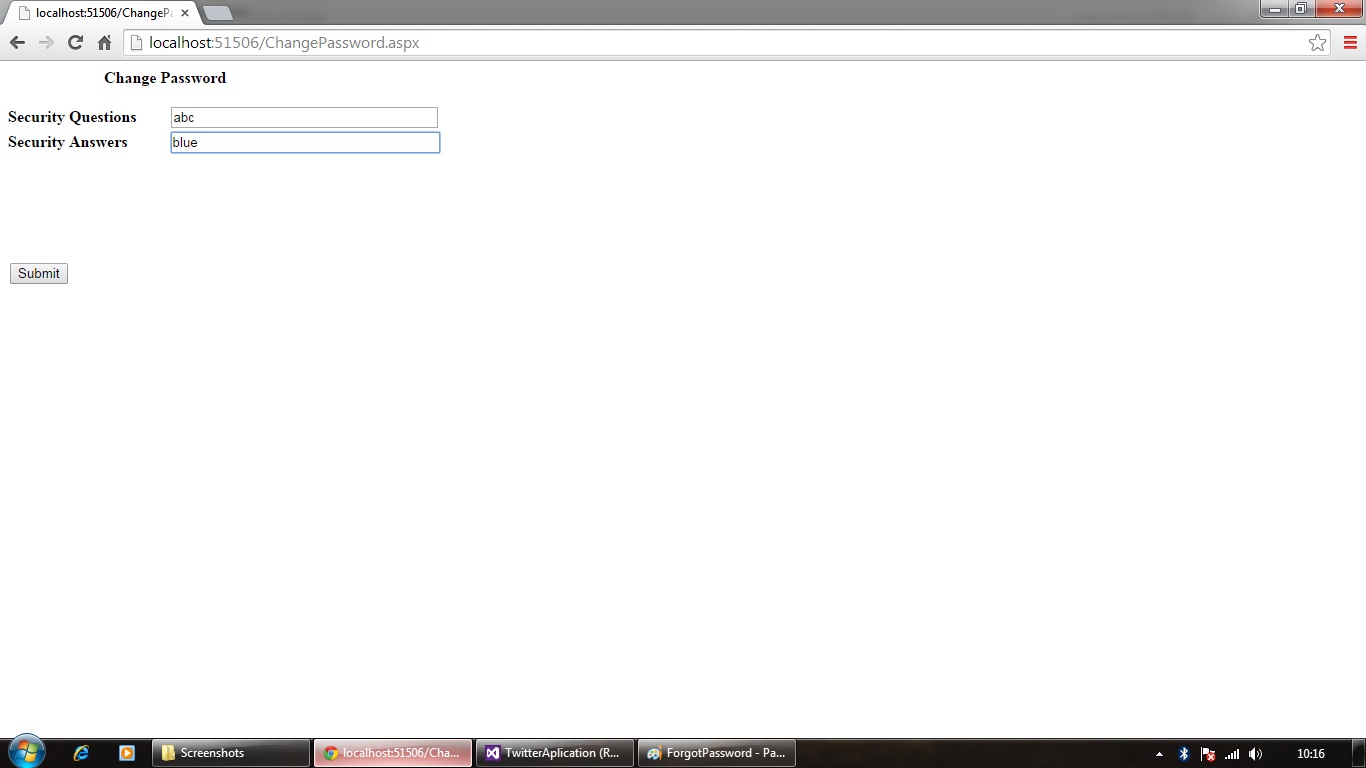 localhost:51506/ChangePa
localhost:51506/ChangePassword.aspx
Change Password
Security Questions abc
Security Answers blue
Submit
Screenshots
localhost:51506/Cha...
TwitterAplication (R...
ForgotPassword - Pa...
10:16